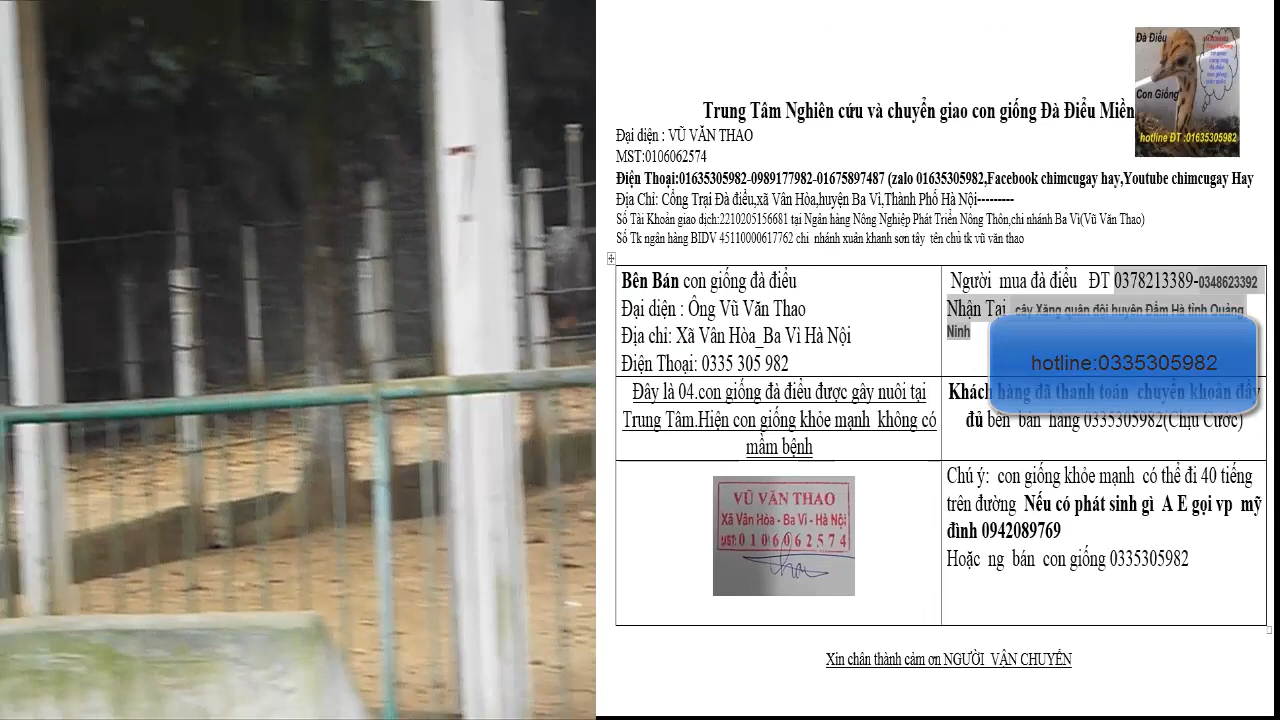 Đà Điểu
Con Giống
hotline ĐT :01635305982
Trung Tâm Nghiên cứu và chuyển giao con giống Đà Điểu Miền
Đại diện : VŨ VĂN THAO
MST:0106062574
Điện Thoại:01635305982-0989177982-01675897487 (zalo 01635305982,Facebook chimcugay hay,Youtube chimcugay Hay
Địa Chỉ: Cổng Trại Đà điểu,xã Vân Hòa,huyện Ba Vì,Thành Phố Hà Nội---------
Số Tài Khoản giao dịch:2210205156681 tại Ngân hàng Nông Nghiệp Phát Triển Nông Thôn,chi nhánh Ba Vì(Vũ Văn Thao)
Số Tk ngân hàng BIDV 45110000617762 chi nhánh xuân khanh sơn tây tên chủ tk vũ văn thao
Bên Bán con giống đà điểu
Đại diện : Ông Vũ Văn Thao
Địa chỉ: Xã Vân Hòa_Ba Vì Hà Nội
Điện Thoại: 0335 305 982
Người mua đà điểu ĐT 0378213389-0348623392
Nhận Tại cây Xăng quân đội huyện Đầm Hà tỉnh Quảng
Ninh
hotline:0335305982
Đây là 04.con giống đà điểu được gây nuôi tại
Trung Tâm.Hiện con giống khỏe mạnh không có
mầm bệnh
Khách hàng đã thanh toán chuyển khoản đầy
đủ bên bán hàng 0335305982(Chịu Cước)
VŨ VĂN THAO
Xã Vân Hòa - Ba Vì - Hà Nội
MST:0106062574
Chú ý: con giống khỏe mạnh có thể đi 40 tiếng
trên đường Nếu có phát sinh gì A E gọi vp mỹ
đình 0942089769
Hoặc ng bán con giống 0335305982
Xin chân thành cảm ơn NGƯỜI VẬN CHUYỂN